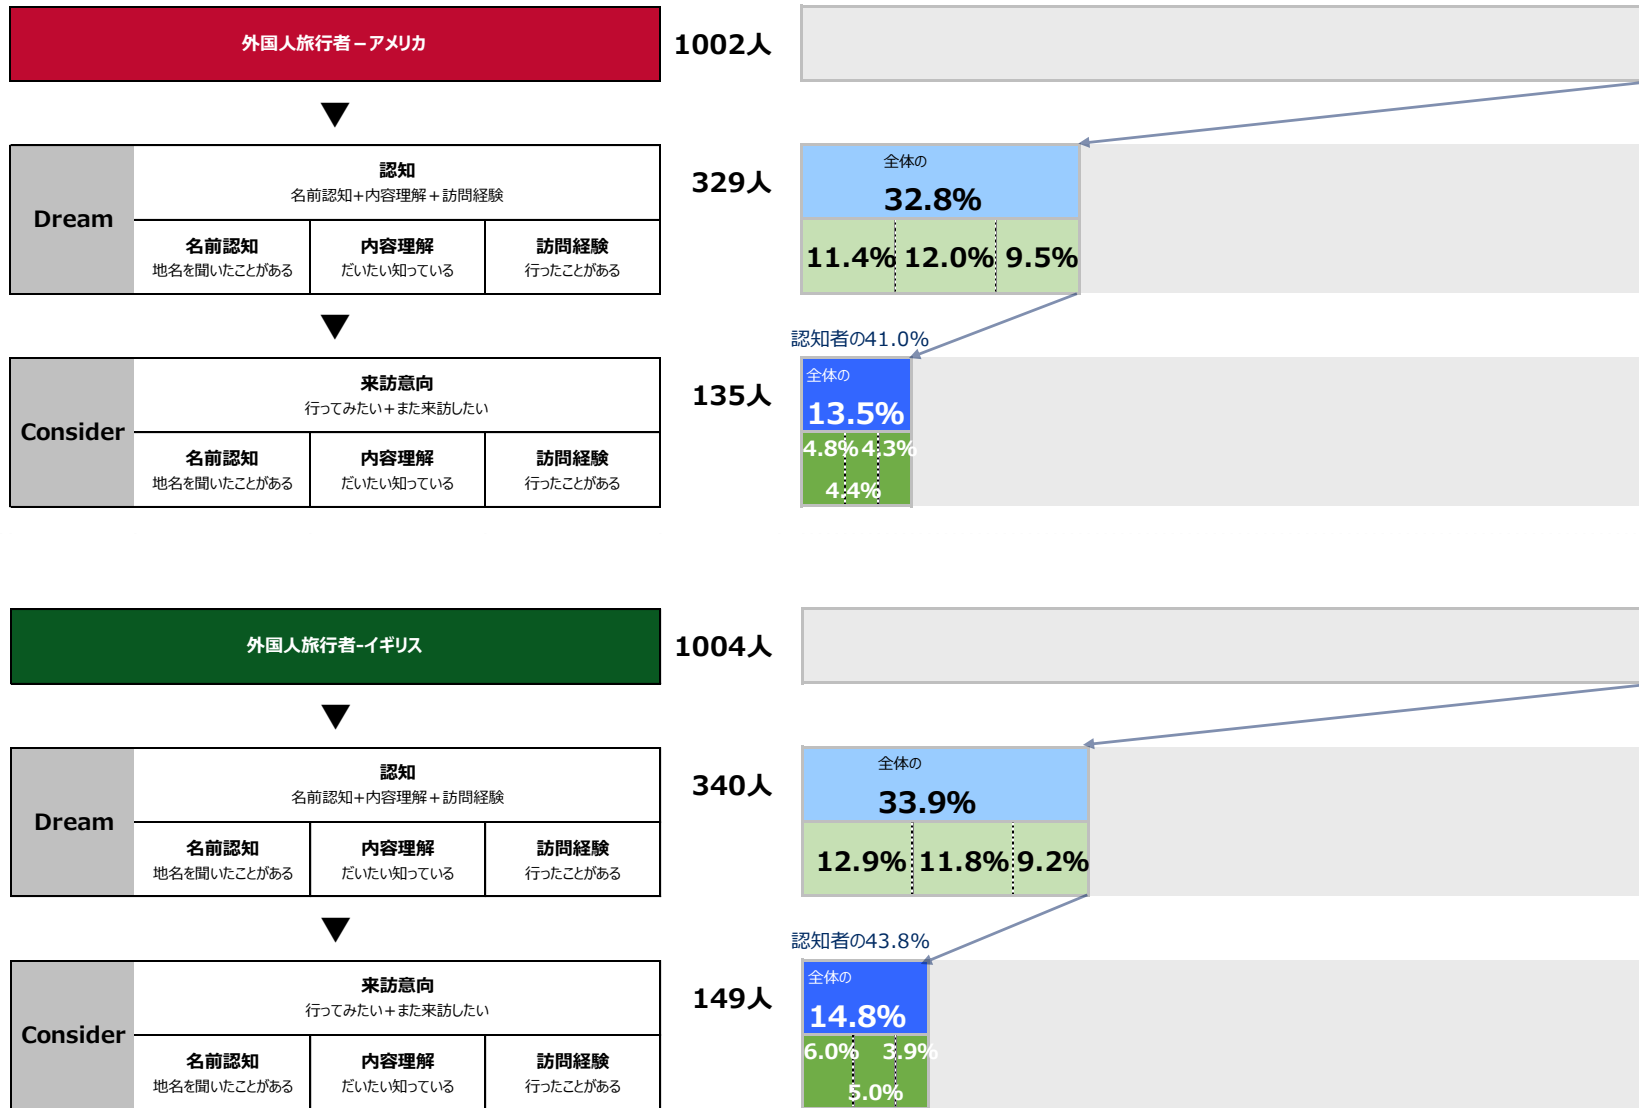 外国人旅行者－アメリカ
1002人
Dream
認知
名前認知+内容理解+訪問経験
名前認知
地名を聞いたことがある
内容理解
だいたい知っている
訪問経験
行ったことがある
329人
全体の
32.8%
11.4% 12.0% 9.5%
Consider
来訪意向
行ってみたい+また来訪したい
名前認知
地名を聞いたことがある
内容理解
だいたい知っている
訪問経験
行ったことがある
135人
認知者の41.0%
全体の
13.5%
4.8% 4.3%
4.4%
外国人旅行者-イギリス
1004人
Dream
認知
名前認知+内容理解+訪問経験
名前認知
地名を聞いたことがある
内容理解
だいたい知っている
訪問経験
行ったことがある
340人
全体の
33.9%
12.9% 11.8% 9.2%
Consider
来訪意向
行ってみたい+また来訪したい
名前認知
地名を聞いたことがある
内容理解
だいたい知っている
訪問経験
行ったことがある
149人
認知者の43.8%
全体の
14.8%
6.0% 3.9%
5.0%